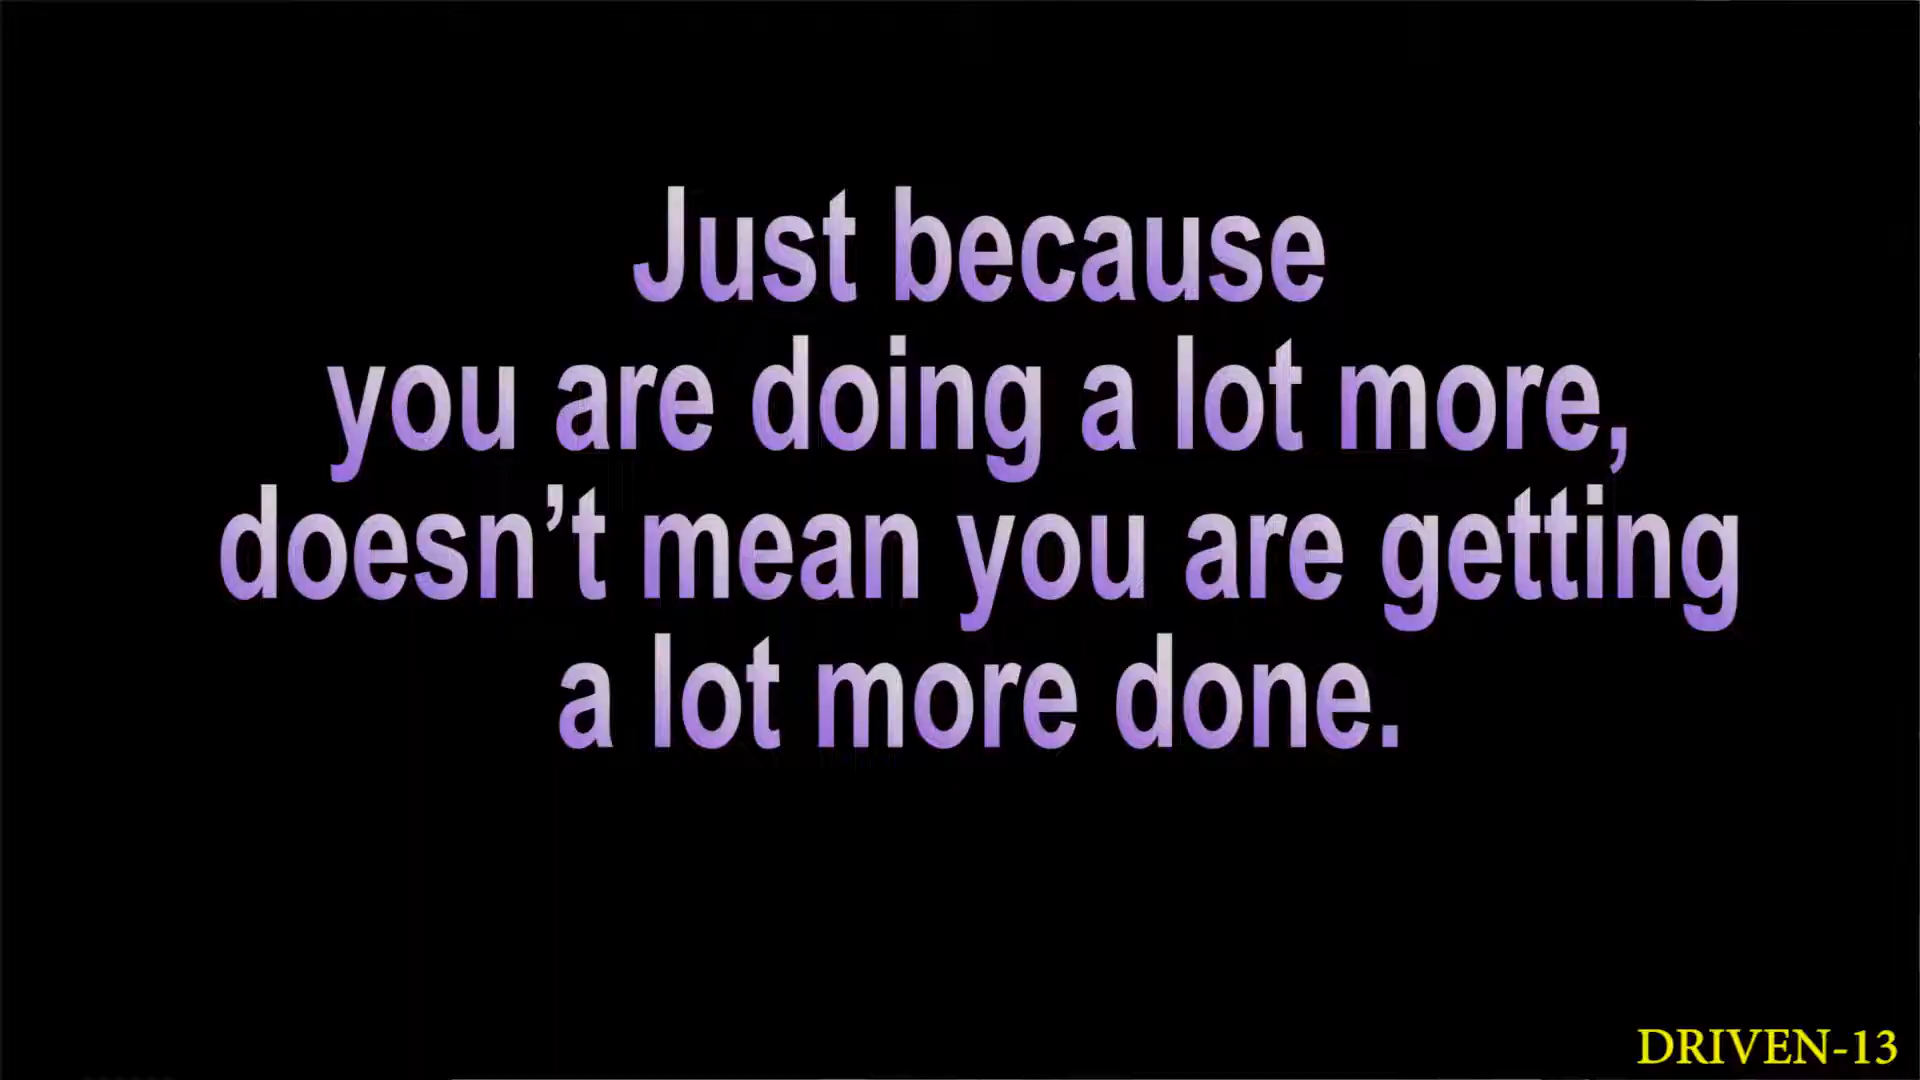 Just because
you are doing a lot more,
doesn’t mean you are getting
a lot more done.
DRIVEN-13